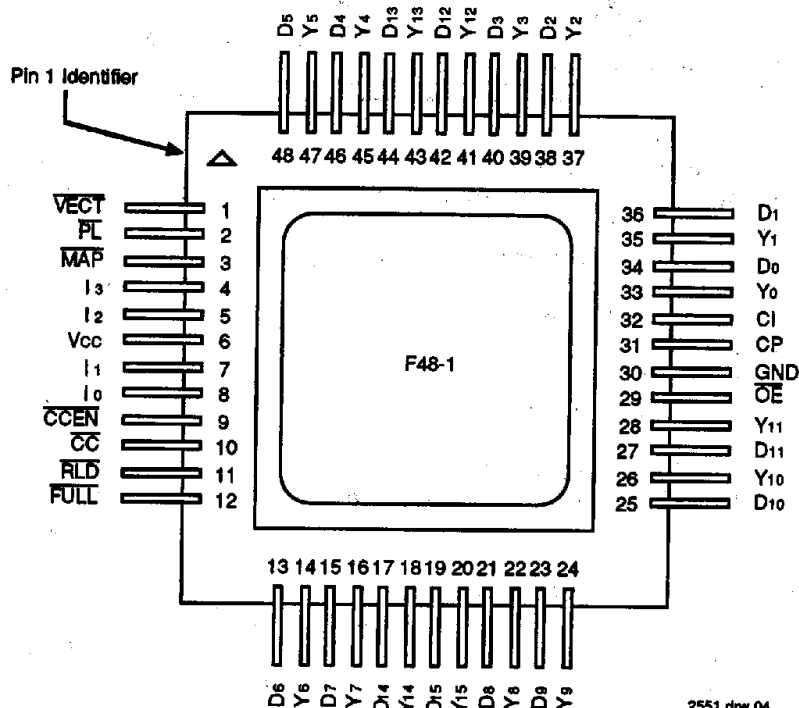 D5 Y5 D4 Y4 D13 Y13 D12 Y12 D3 Y3 D2 Y2
Pin 1 Identifier
48 47 46 45 44 43 42 41 40 39 38 37
VECT 1
PL 2
MAP 3
I3 4
I2 5
Vcc 6
I1 7
I0 8
CCEN 9
CC 10
RLD 11
FULL 12
F48-1
36 D1
35 Y1
34 D0
33 Y0
32 CI
31 CP
30 GND
29 OE
28 Y11
27 D11
26 Y10
25 D10
13 14 15 16 17 18 19 20 21 22 23 24
D6 Y6 D7 Y7 D14 Y14 D15 Y15 D8 Y8 D9 Y9
2551 drw 04